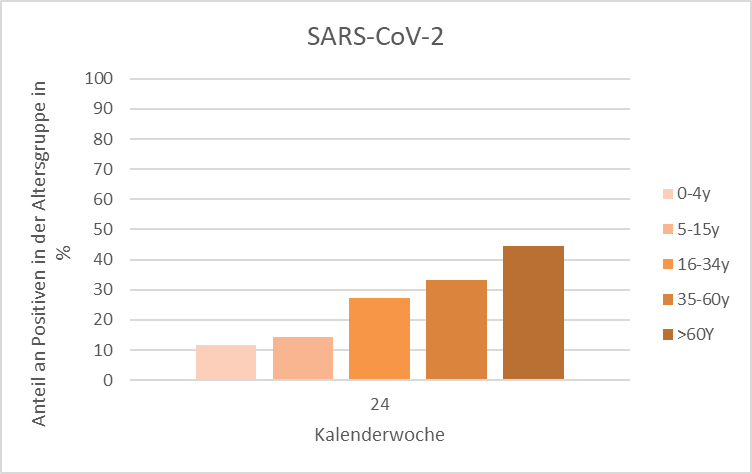 SARS-CoV-2
Anteil an Positiven in der Altersgruppe in
%
100
90
80
70
60
50
40
30
20
10
0
24
Kalenderwoche
0-4y
5-15y
16-34y
35-60y
>60Y